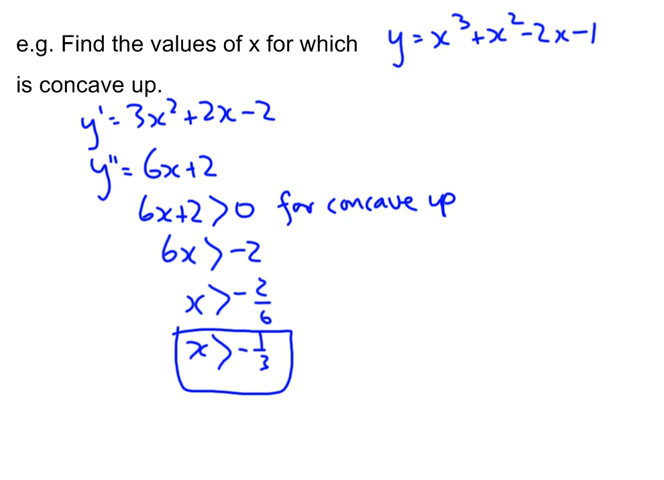 e.g. Find the values of x for which y = x³+x²-2x-1
is concave up.
y' = 3x²+2x-2
y'' = 6x+2
6x+2>0 for concave up
6x>-2
x>-2/6
x>-1/3